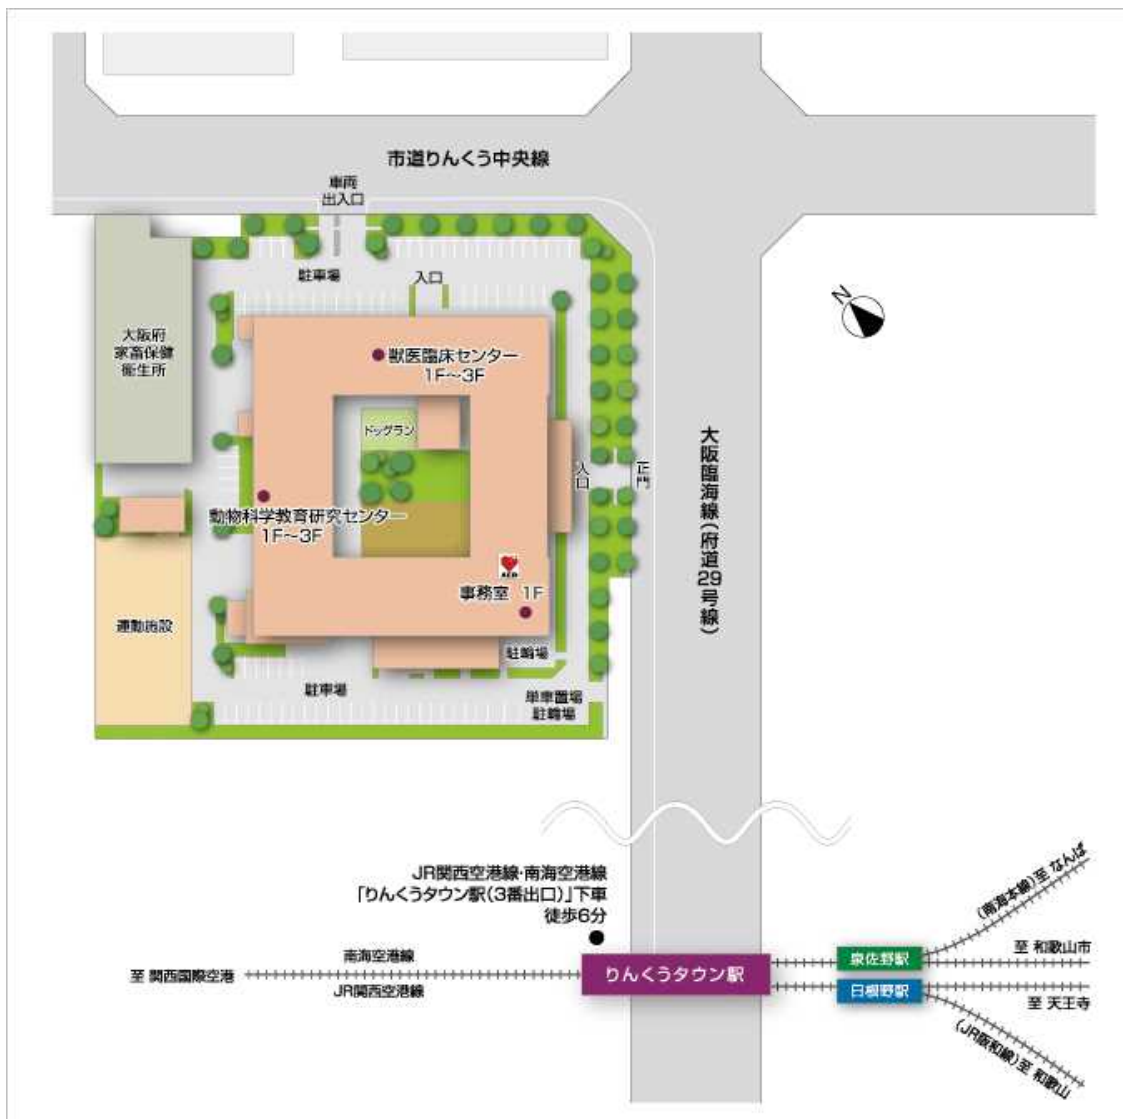 市道りんくう中央線
車両
出入口
駐車場
入口
N
大阪府
家畜保健
衛生所
獣医臨床センター
1F～3F
ドッグラン
入口
正門
大阪臨海線(府道29号線)
動物科学教育研究センター
1F～3F
AED
事務室 1F
運動施設
駐輪場
駐車場
単車置場
駐輪場
JR関西空港線・南海空港線
「りんくうタウン駅(3番出口)」下車
徒歩6分
(南海本線)至 なんば
南海空港線
至 関西国際空港
JR関西空港線
りんくうタウン駅
泉佐野駅
至 和歌山市
日根野駅
至 天王寺
(JR阪和線)至 和歌山